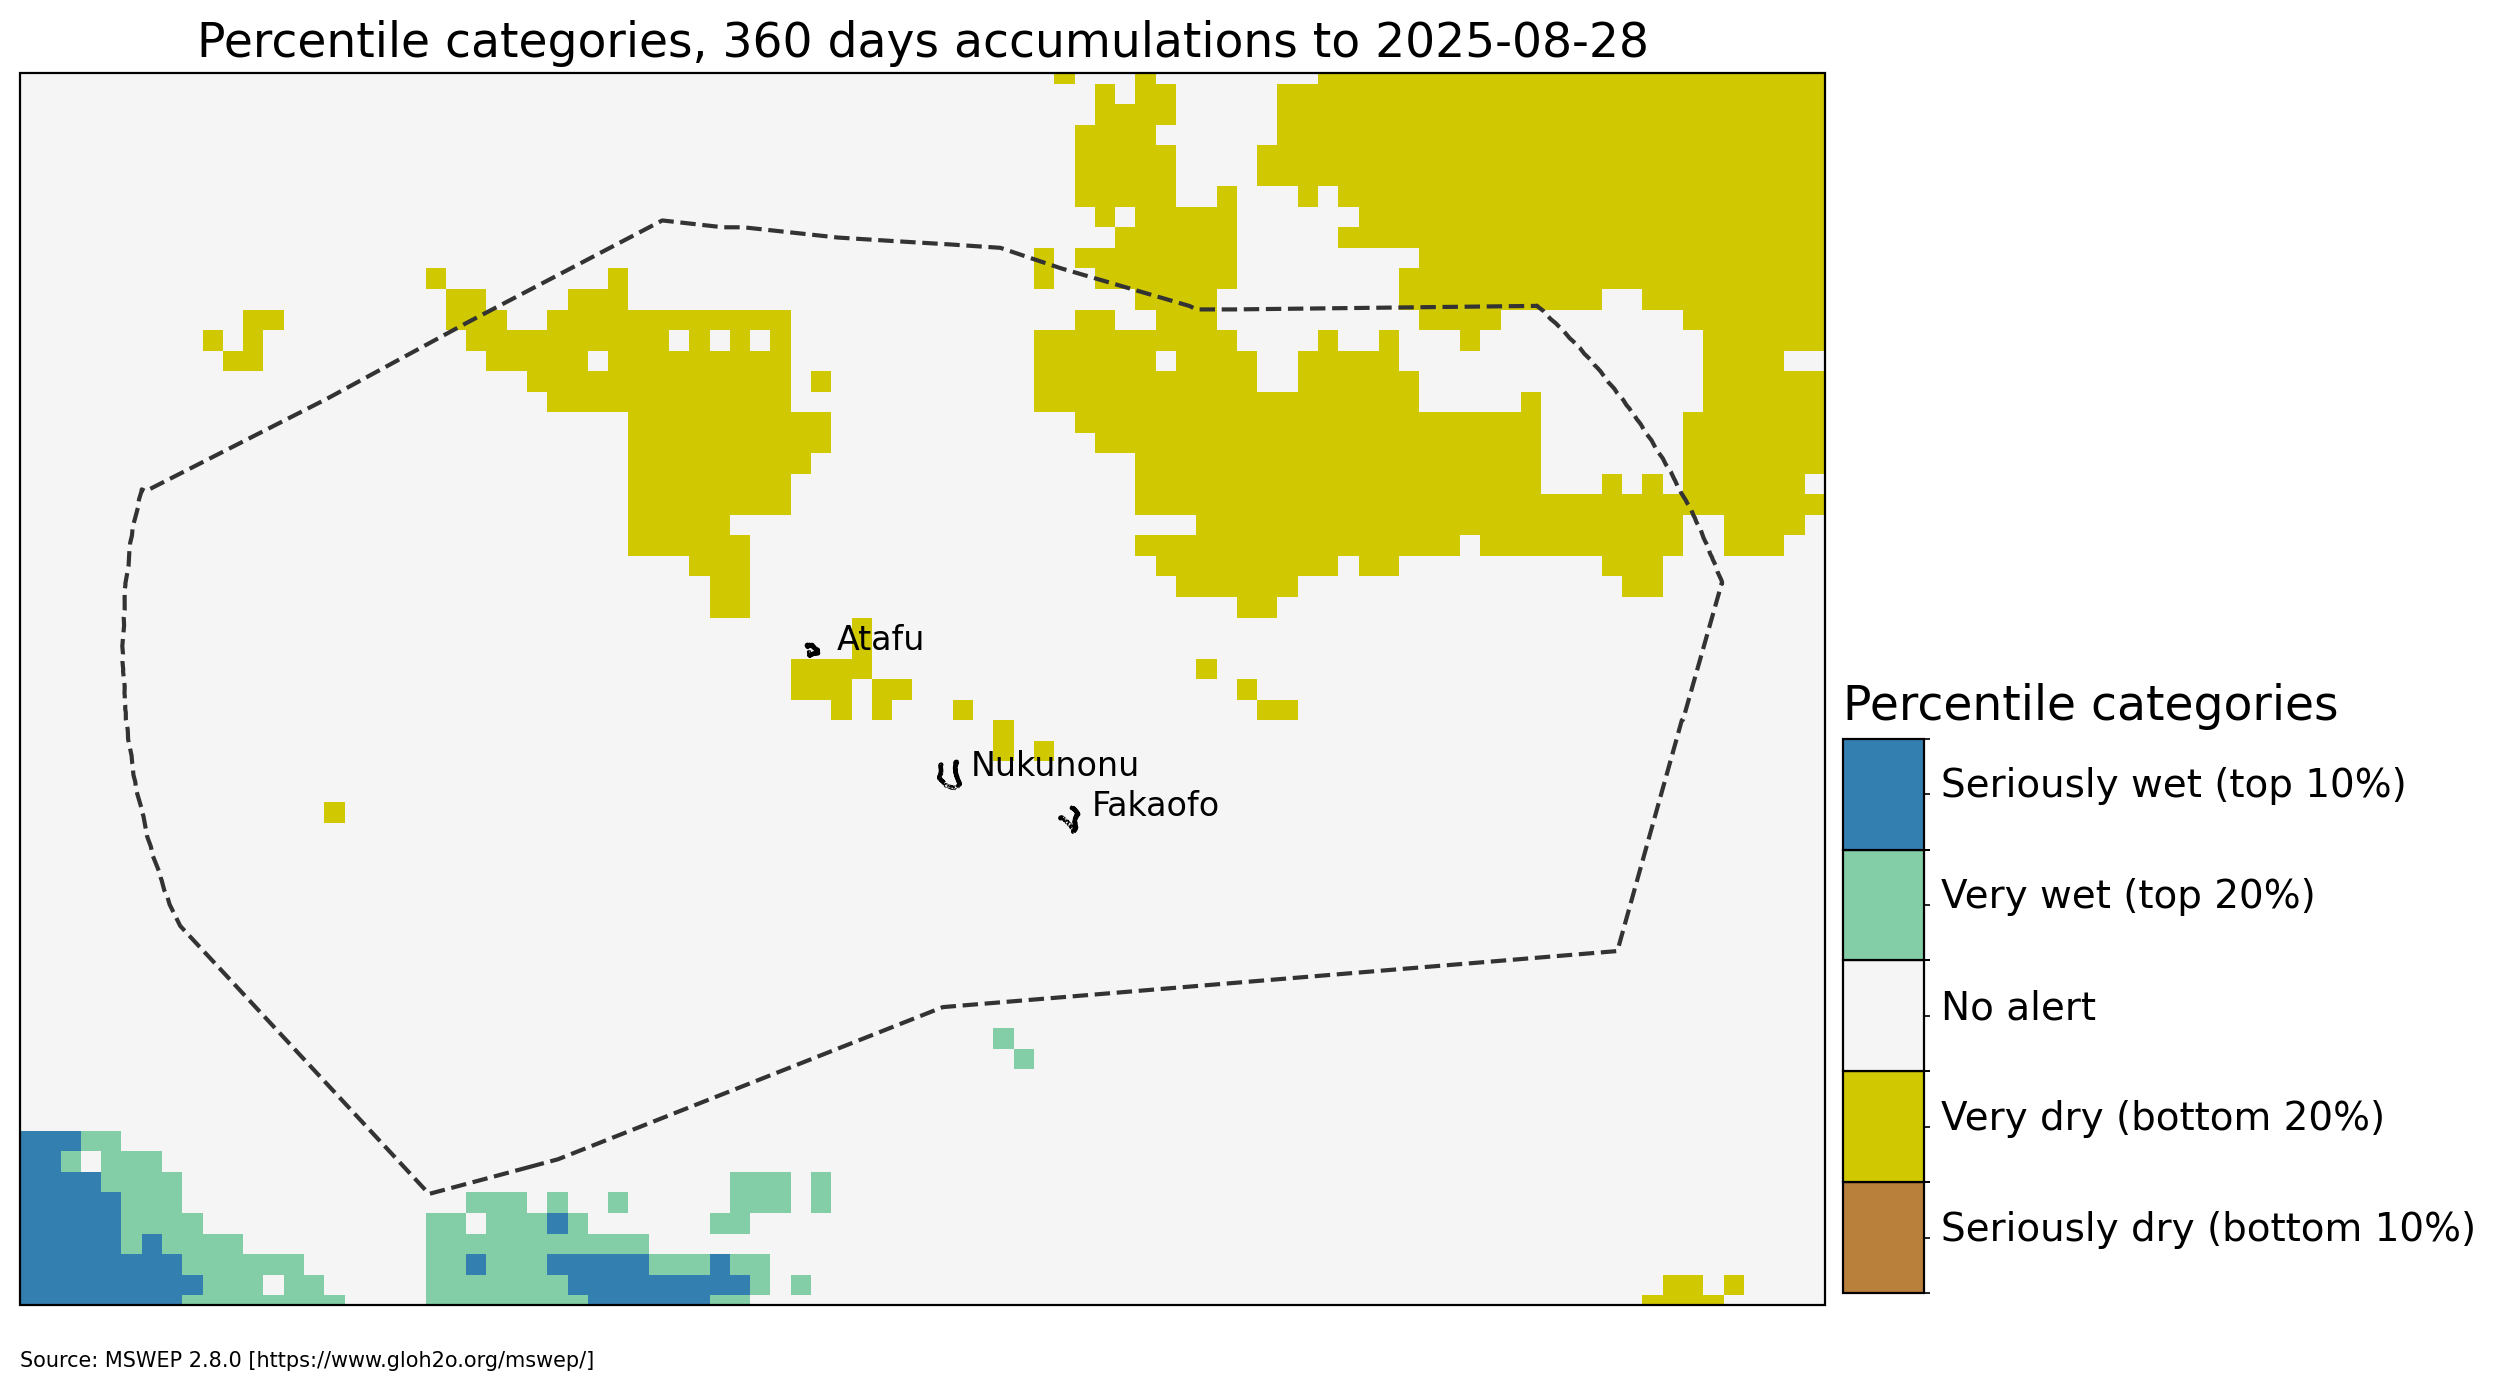 Percentile categories, 360 days accumulations to 2025-08-28
Atafu
Nukunonu
Fakaofo
Percentile categories
Seriously wet (top 10%)
Very wet (top 20%)
No alert
Very dry (bottom 20%)
Seriously dry (bottom 10%)
Source: MSWEP 2.8.0 [https://www.gloh2o.org/mswep/]